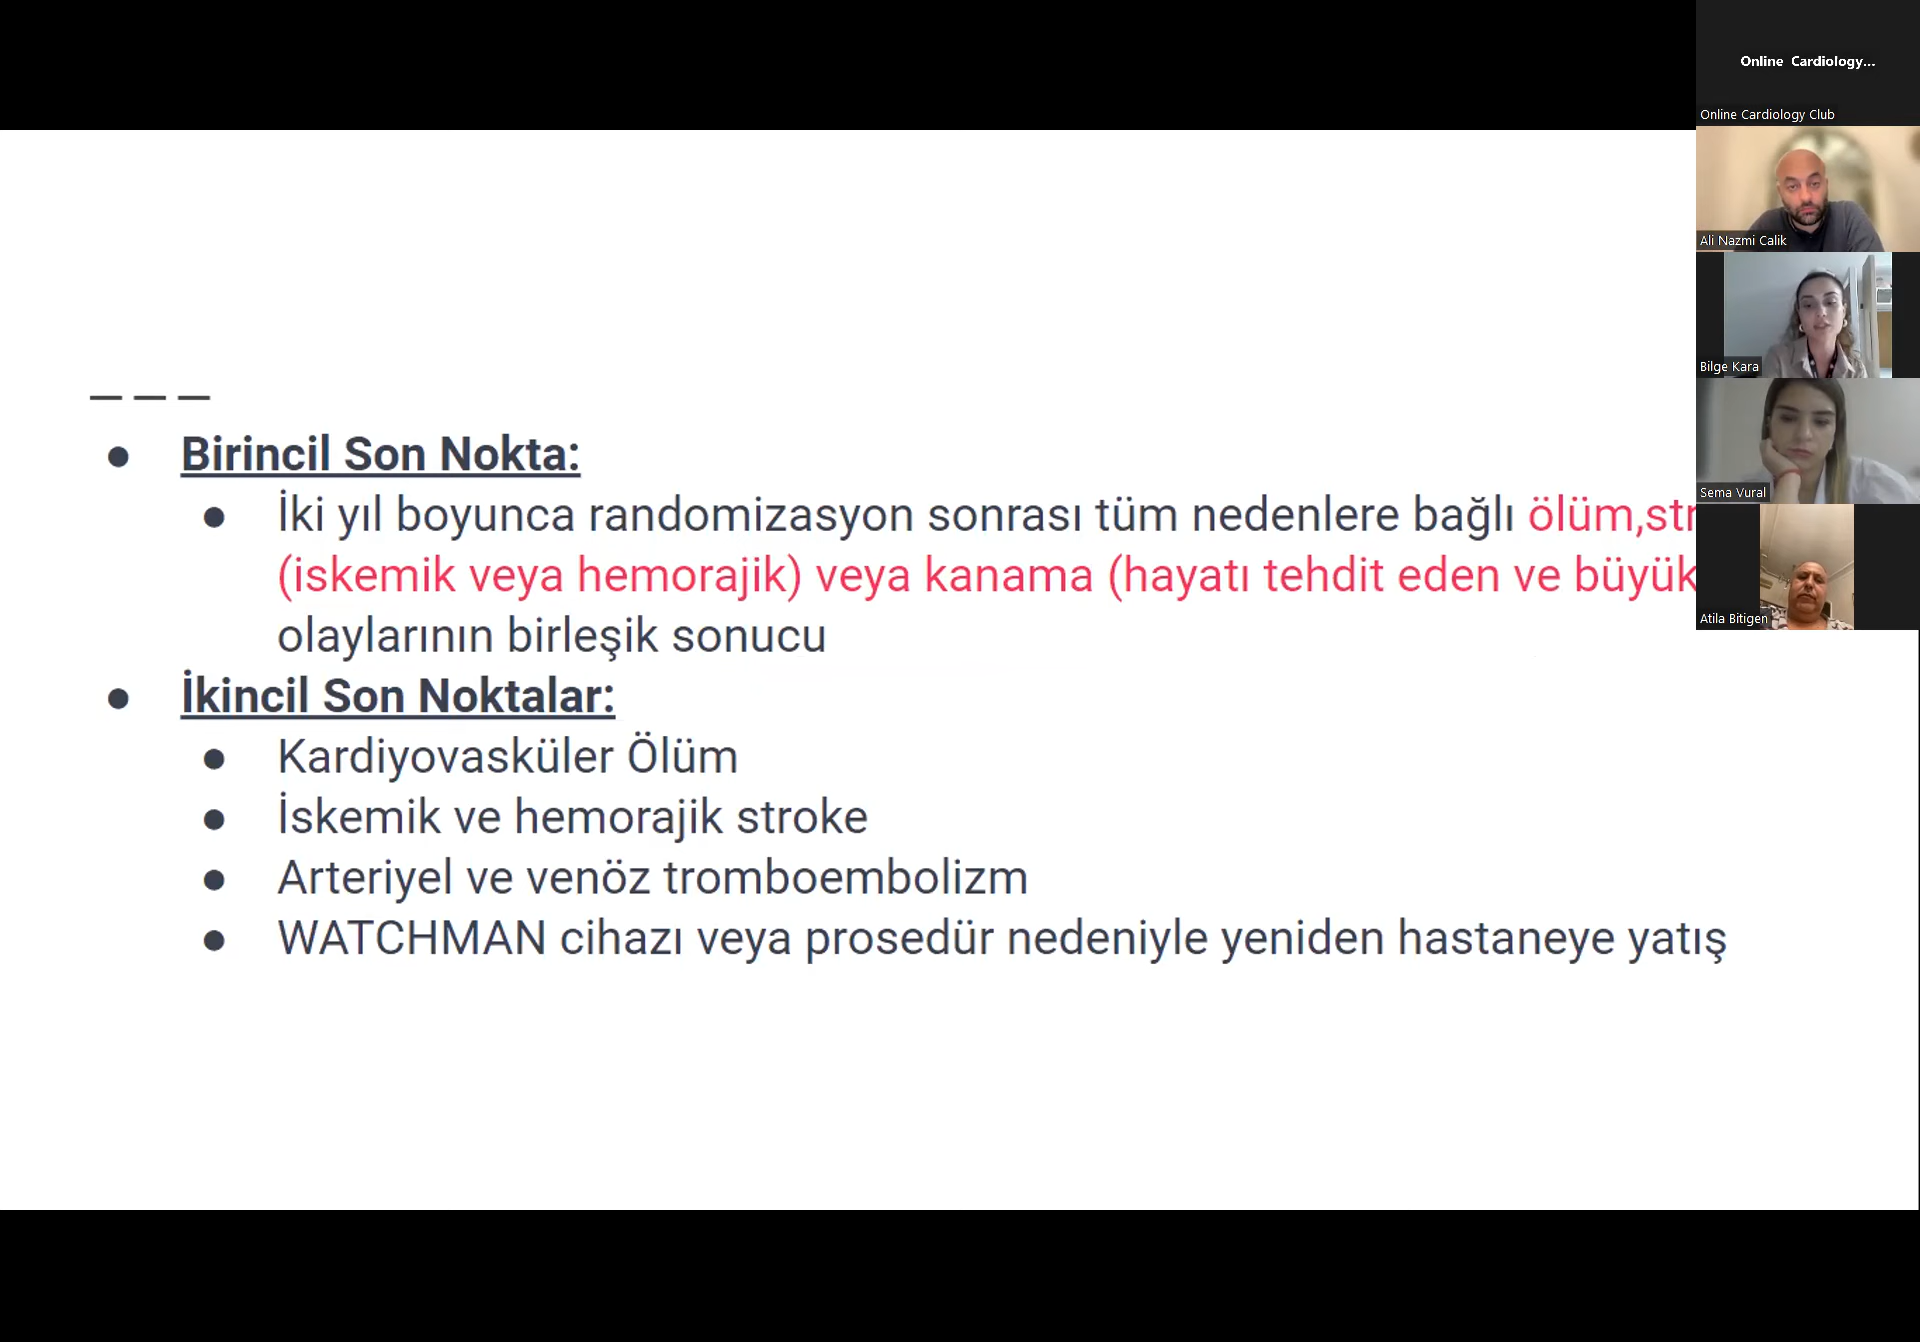 Online Cardiology...
Online Cardiology Club
Ali Nazmi Calik
Bilge Kara
Sema Vural
Atila Bitigen
Birincil Son Nokta:
İki yıl boyunca randomizasyon sonrası tüm nedenlere bağlı ölüm,str
(iskemik veya hemorajik) veya kanama (hayatı tehdit eden ve büyük
olaylarının birleşik sonucu
İkincil Son Noktalar:
Kardiyovasküler Ölüm
İskemik ve hemorajik stroke
Arteriyel ve venöz tromboembolizm
WATCHMAN cihazı veya prosedür nedeniyle yeniden hastaneye yatış